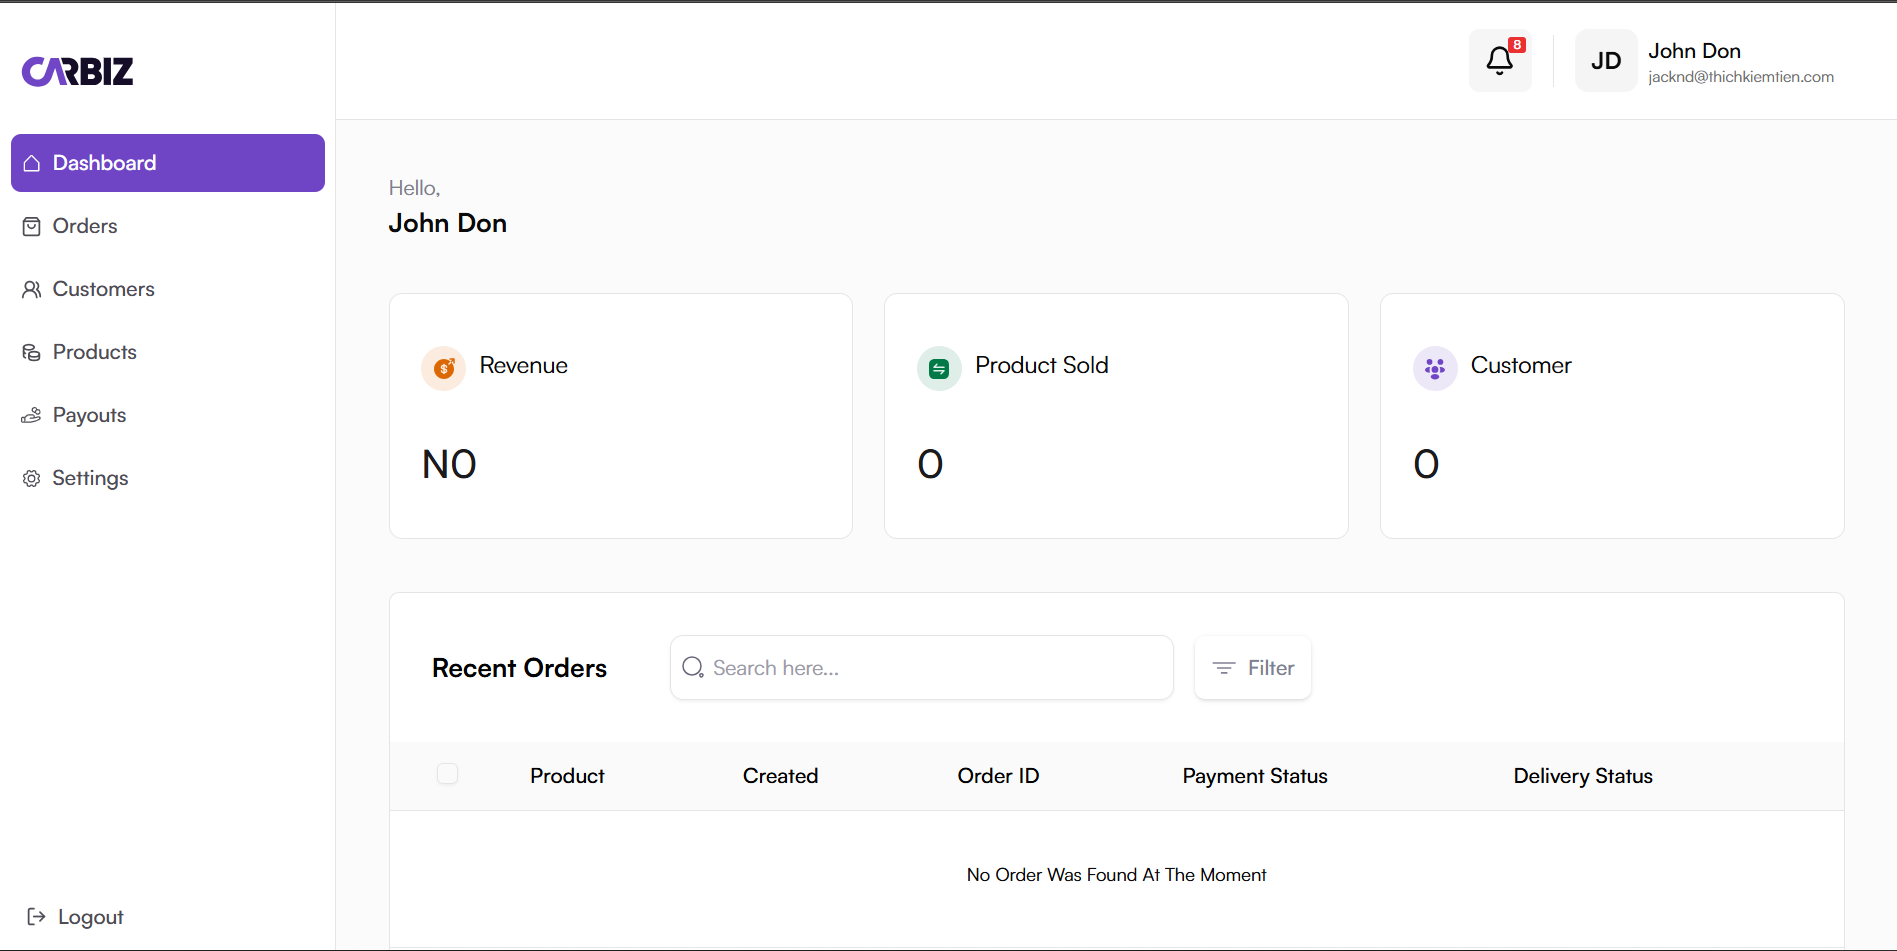 CARBIZ
8
JD
John Don
jacknd@thichkiemtien.com
Dashboard
Orders
Customers
Products
Payouts
Settings
Logout
Hello,
John Don
Revenue
N0
Product Sold
0
Customer
0
Recent Orders
Search here...
Filter
Product Created Order ID Payment Status Delivery Status
No Order Was Found At The Moment